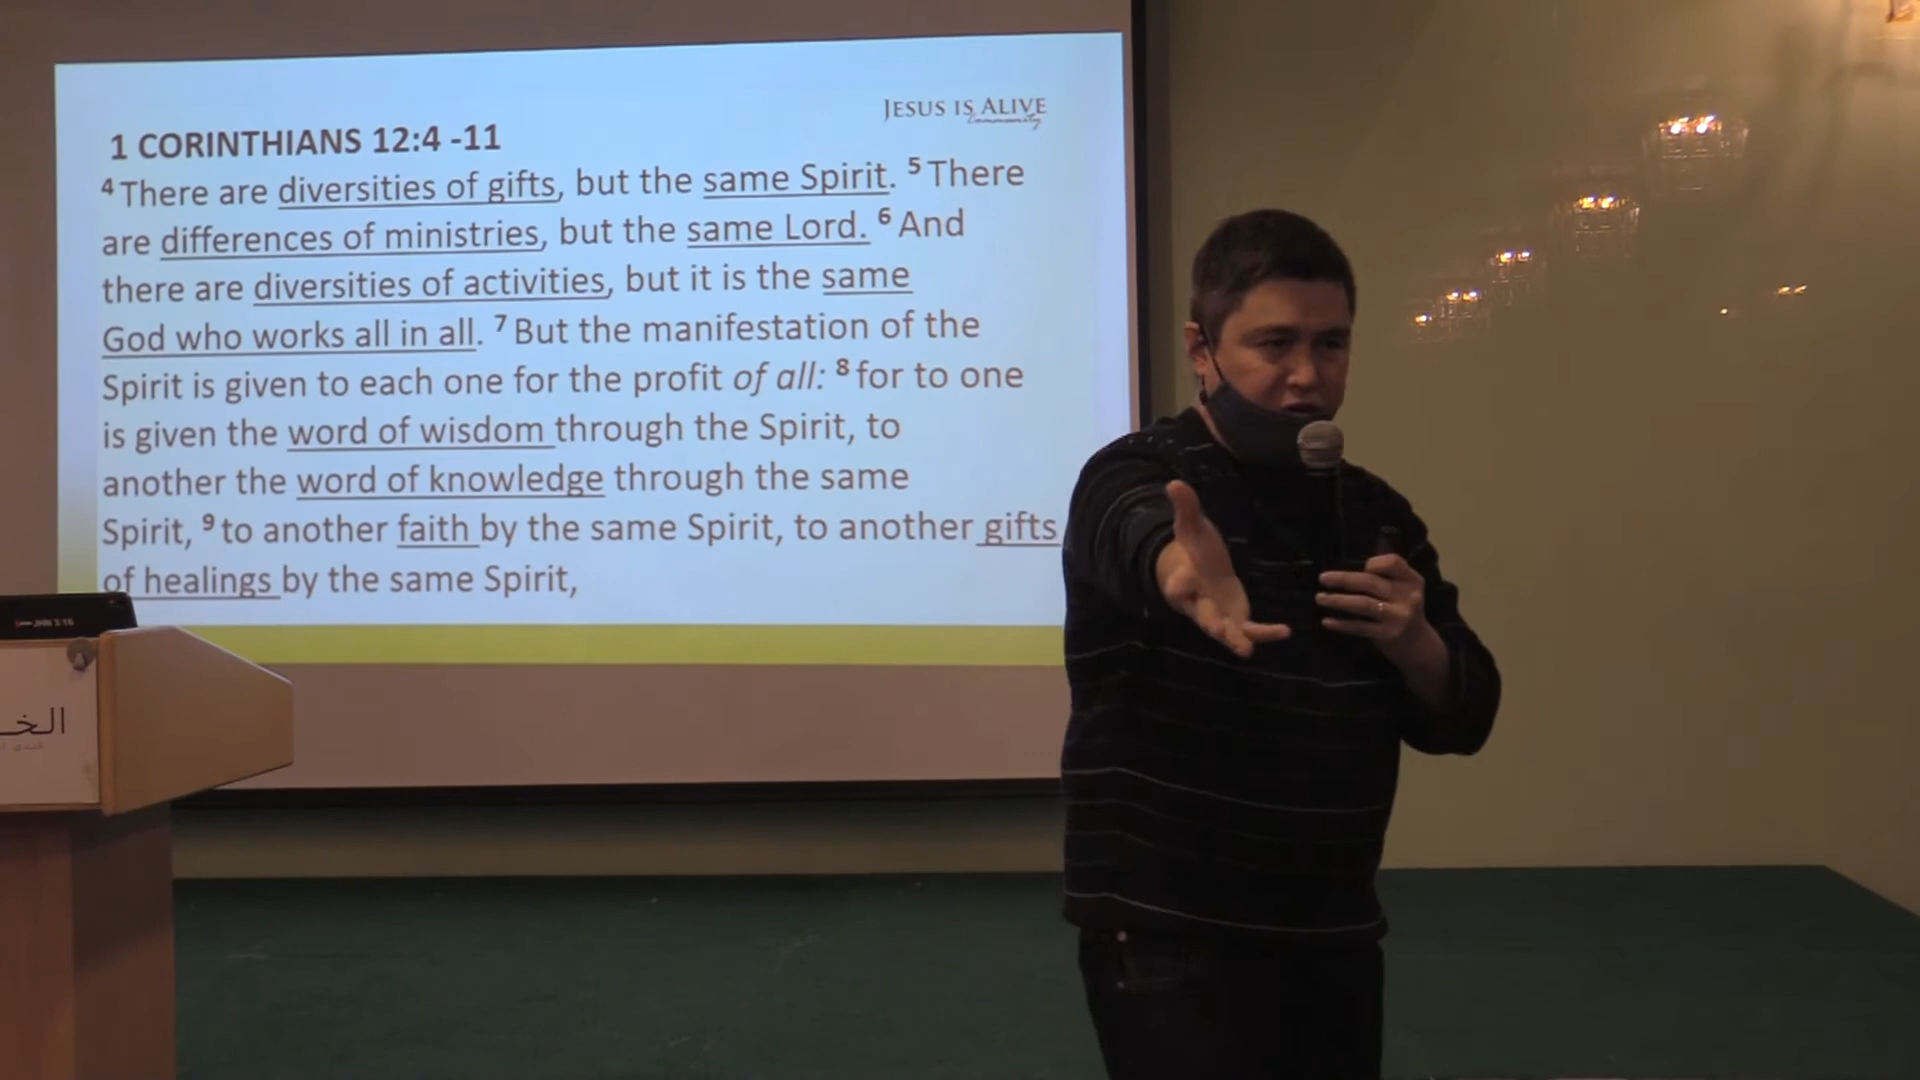 JESUS IS ALIVE
Community
1 CORINTHIANS 12:4 -11
4 There are diversities of gifts, but the same Spirit. 5 There
are differences of ministries, but the same Lord. 6 And
there are diversities of activities, but it is the same
God who works all in all. 7 But the manifestation of the
Spirit is given to each one for the profit of all: 8 for to one
is given the word of wisdom through the Spirit, to
another the word of knowledge through the same
Spirit, 9 to another faith by the same Spirit, to another gifts
of healings by the same Spirit,
JHN 3:16
الخـ